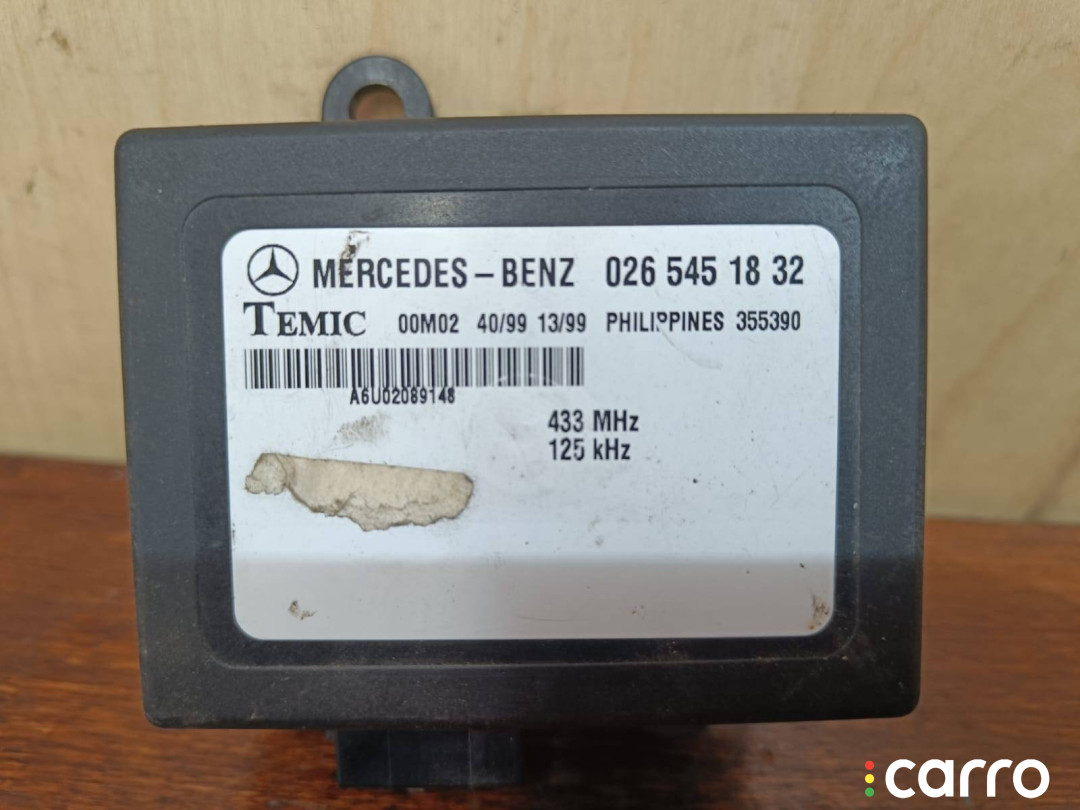 MERCEDES – BENZ 026 545 18 32
TEMIC 00M02 40/99 13/99 PHILIPPINES 355390
A6U02089148
433 MHz
125 kHz
carro